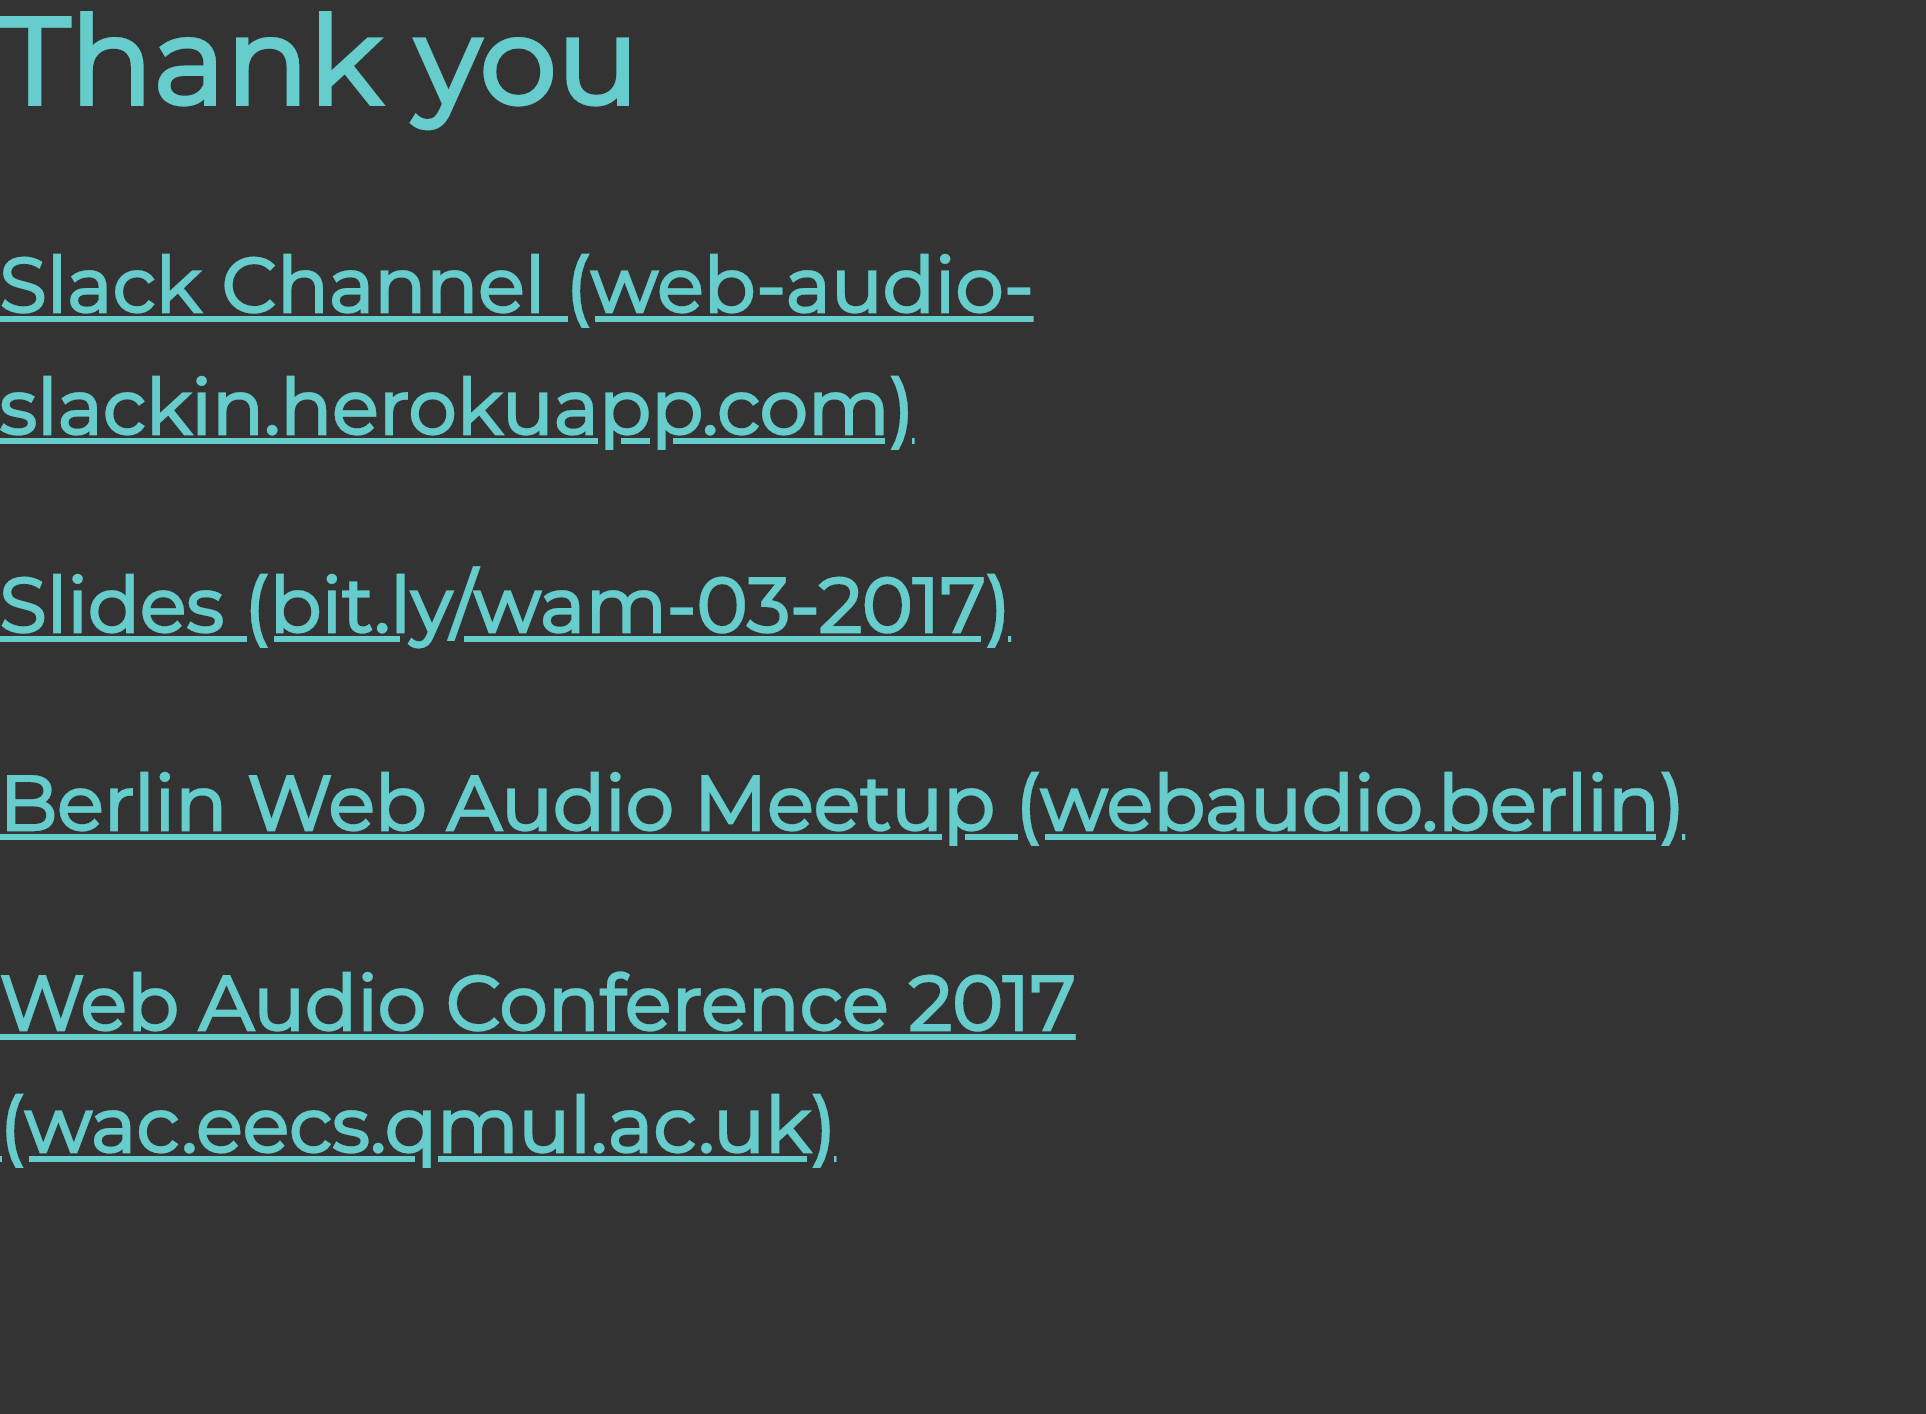 Thank you
Slack Channel (web-audio-
slackin.herokuapp.com)
Slides (bit.ly/wam-03-2017)
Berlin Web Audio Meetup (webaudio.berlin)
Web Audio Conference 2017
(wac.eecs.qmul.ac.uk)